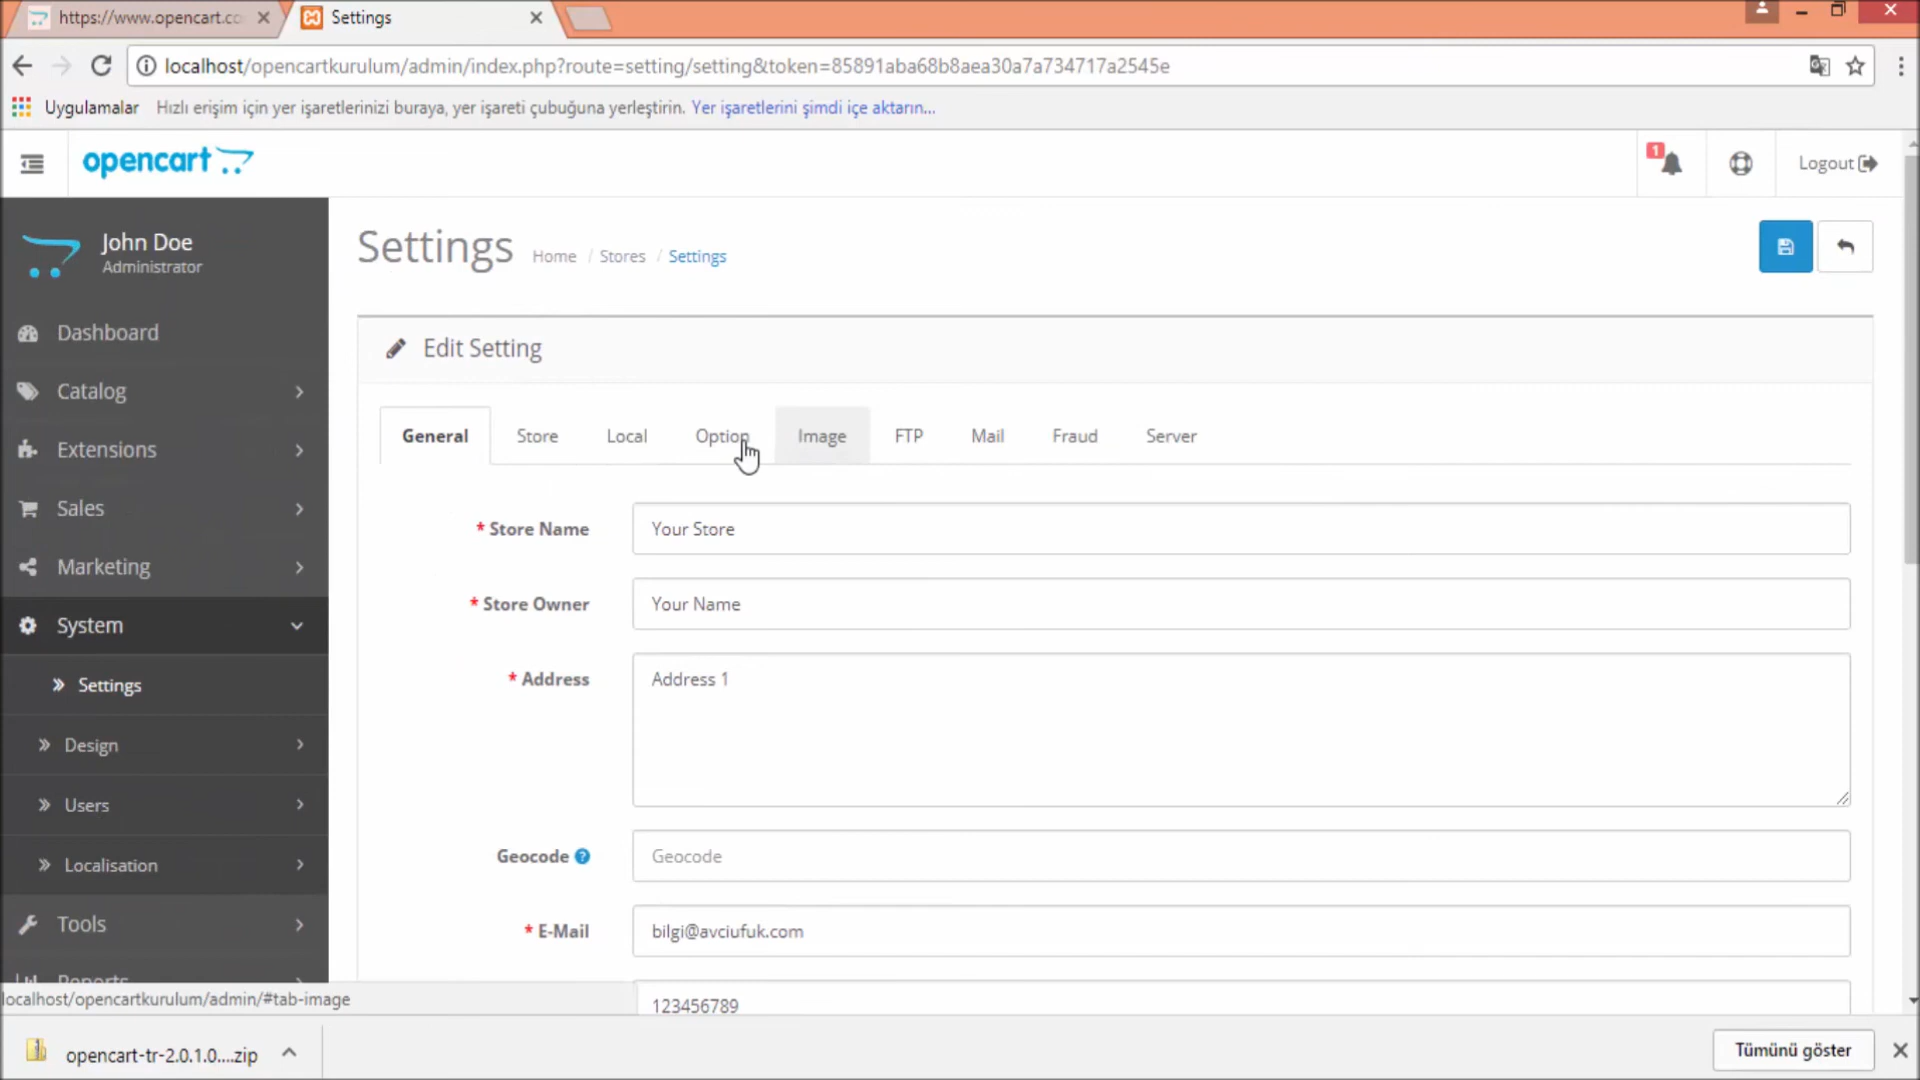 https://www.opencart.co
Settings
localhost/opencartkurulum/admin/index.php?route=setting/setting&token=85891aba68b8aea30a7a734717a2545e
Uygulamalar Hızlı erişim için yer işaretlerinizi buraya, yer işareti çubuğuna yerleştirin. Yer işaretlerini şimdi içe aktarın...
opencart
1
Logout
John Doe
Administrator
Dashboard
Catalog
Extensions
Sales
Marketing
System
Settings
Design
Users
Localisation
Tools
Reports
Settings
Home / Stores / Settings
Edit Setting
General Store Local Option Image FTP Mail Fraud Server
* Store Name Your Store
* Store Owner Your Name
* Address Address 1
Geocode ? Geocode
* E-Mail bilgi@avciufuk.com
123456789
localhost/opencartkurulum/admin/#tab-image
opencart-tr-2.0.1.0....zip
Tümünü göster